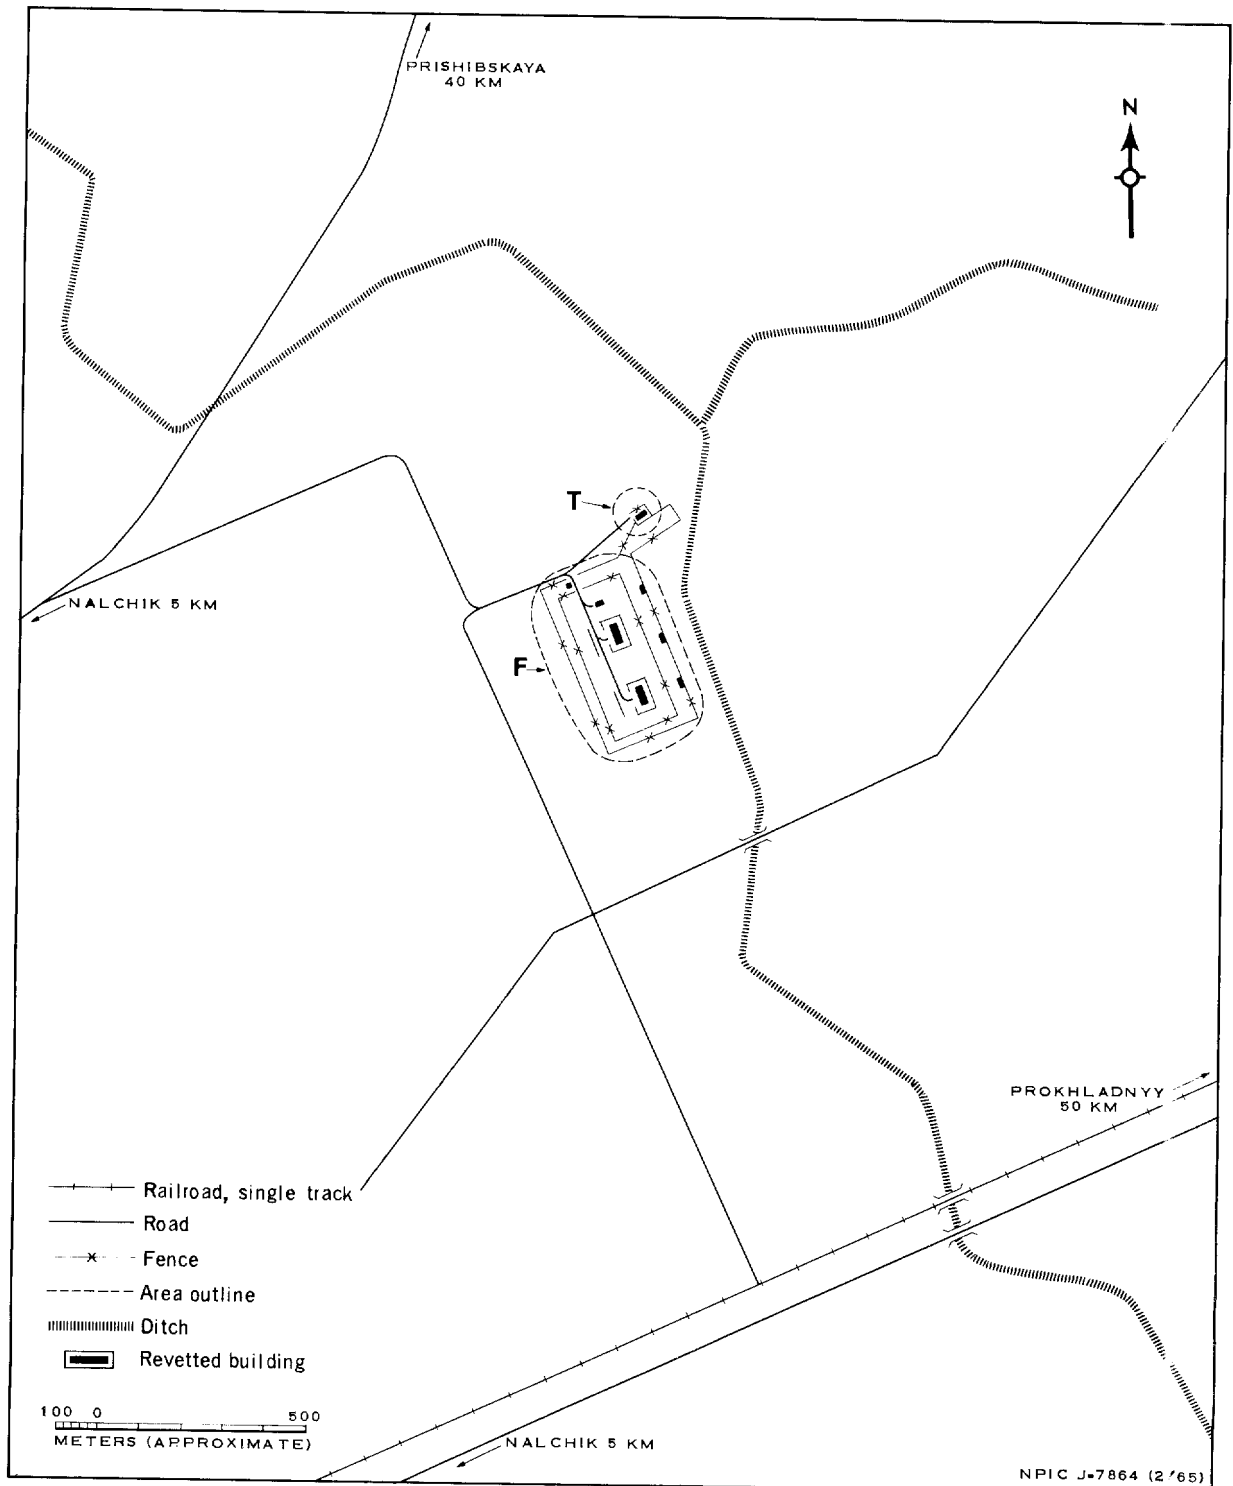 PRISHIBSKAYA
40 KM
N
T
NALCHIK 5 KM
F
PROKHLADNYY
50 KM
Railroad, single track
Road
Fence
Area outline
Ditch
Revetted building
100 0 500
METERS (APPROXIMATE)
NALCHIK 5 KM
NPIC J-7864 (2/65)